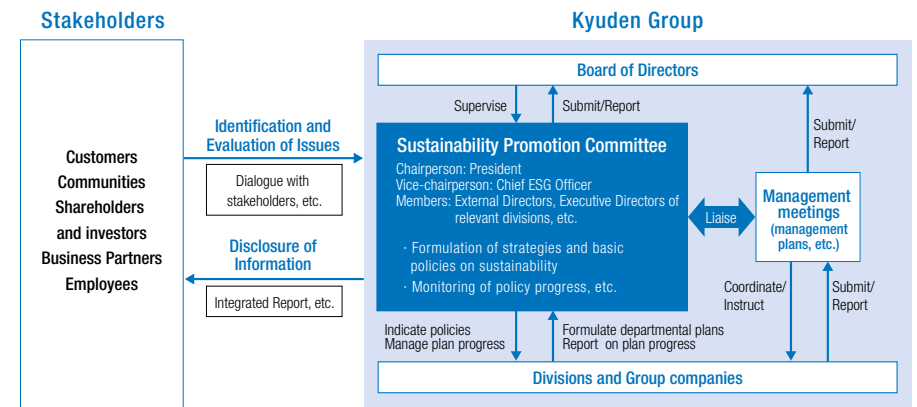 Stakeholders
Customers
Communities
Shareholders
and investors
Business Partners
Employees
Identification and
Evaluation of Issues
Dialogue with
stakeholders, etc.
Disclosure of
Information
Integrated Report, etc.
Kyuden Group
Board of Directors
Supervise
Submit/Report
Sustainability Promotion Committee
Chairperson: President
Vice-chairperson: Chief ESG Officer
Members: External Directors, Executive Directors of
relevant divisions, etc.
· Formulation of strategies and basic
policies on sustainability
· Monitoring of policy progress, etc.
Liaise
Submit/
Report
Management
meetings
(management
plans, etc.)
Coordinate/
Instruct
Submit/
Report
Indicate policies
Manage plan progress
Formulate departmental plans
Report on plan progress
Divisions and Group companies